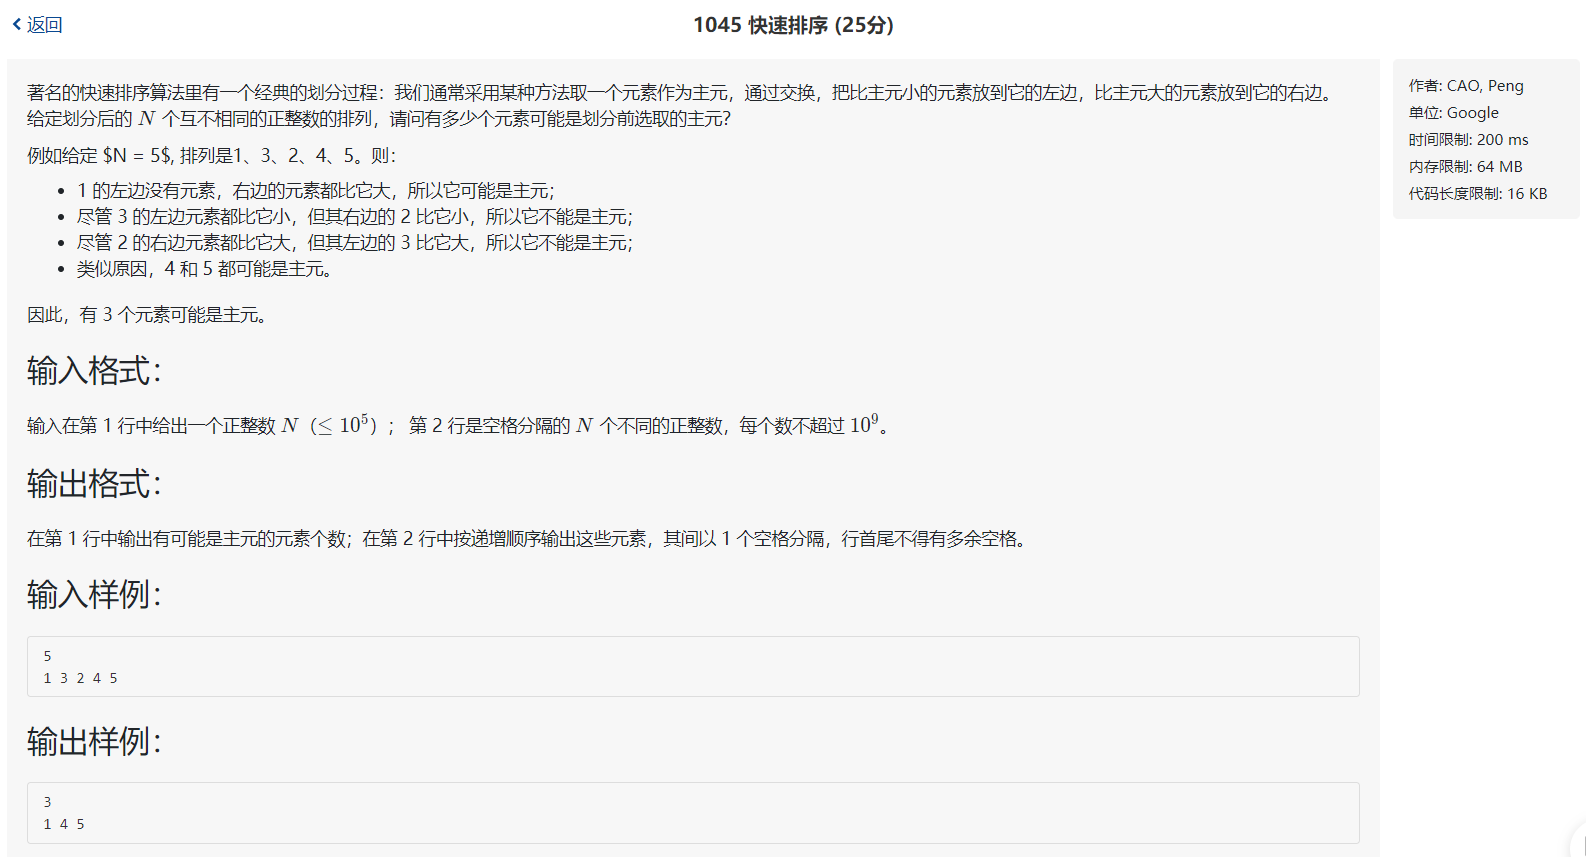 返回
1045 快速排序 (25分)
著名的快速排序算法里有一个经典的划分过程：我们通常采用某种方法取一个元素作为主元，通过交换，把比主元小的元素放到它的左边，比主元大的元素放到它的右边。
给定划分后的 N 个互不相同的正整数的排列，请问有多少个元素可能是划分前选取的主元？
例如给定 $N = 5$, 排列是1、3、2、4、5。则：
• 1 的左边没有元素，右边的元素都比它大，所以它可能是主元；
• 尽管 3 的左边元素都比它小，但其右边的 2 比它小，所以它不能是主元；
• 尽管 2 的右边元素都比它大，但其左边的 3 比它大，所以它不能是主元；
• 类似原因，4 和 5 都可能是主元。
因此，有 3 个元素可能是主元。
输入格式：
输入在第 1 行中给出一个正整数 N（≤ 10⁵）； 第 2 行是空格分隔的 N 个不同的正整数，每个数不超过 10⁹。
输出格式：
在第 1 行中输出有可能是主元的元素个数；在第 2 行中按递增顺序输出这些元素，其间以 1 个空格分隔，行首尾不得有多余空格。
输入样例：
5
1 3 2 4 5
输出样例：
3
1 4 5
作者: CAO, Peng
单位: Google
时间限制: 200 ms
内存限制: 64 MB
代码长度限制: 16 KB